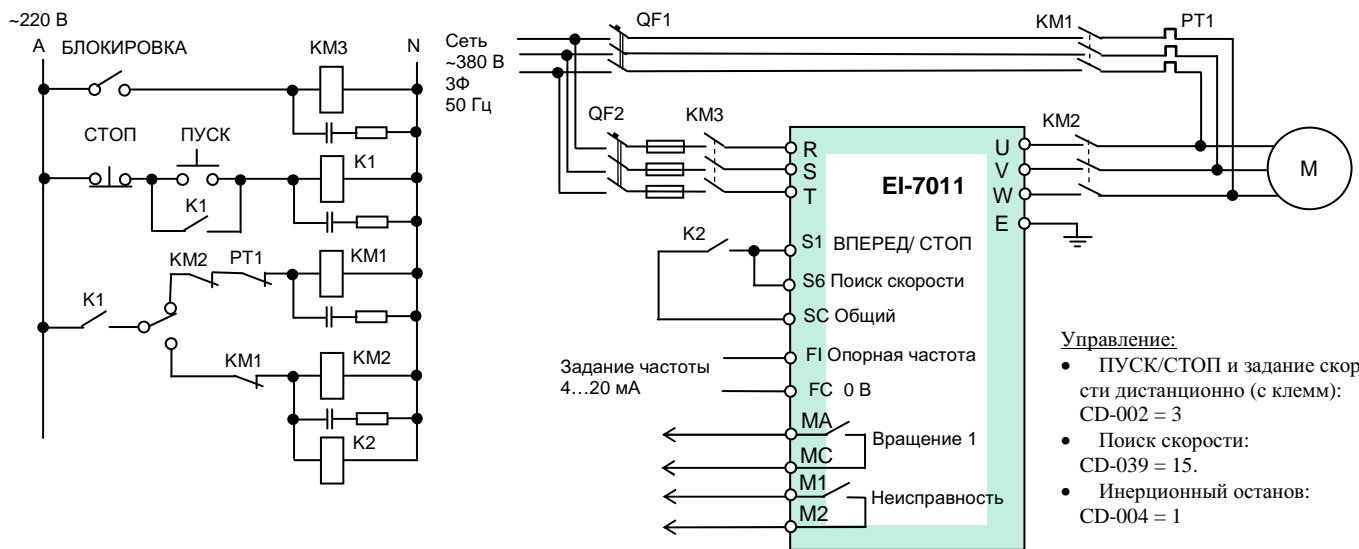 ~220 В
A
БЛОКИРОВКА
KM3
N
СТОП
ПУСК
K1
K1
KM2
PT1
KM1
K1
KM1
KM2
K2
Сеть
~380 В
3Ф
50 Гц
QF1
KM1
PT1
QF2
KM3
KM2
R
S
T
EI-7011
U
V
W
E
M
K2
S1 ВПЕРЕД/ СТОП
S6 Поиск скорости
SC Общий
Задание частоты
4…20 мА
FI Опорная частота
FC 0 В
MA
Вращение 1
MC
M1
Неисправность
M2
Управление:
• ПУСК/СТОП и задание скор
сти дистанционно (с клемм):
CD-002 = 3
• Поиск скорости:
CD-039 = 15.
• Инерционный останов:
CD-004 = 1